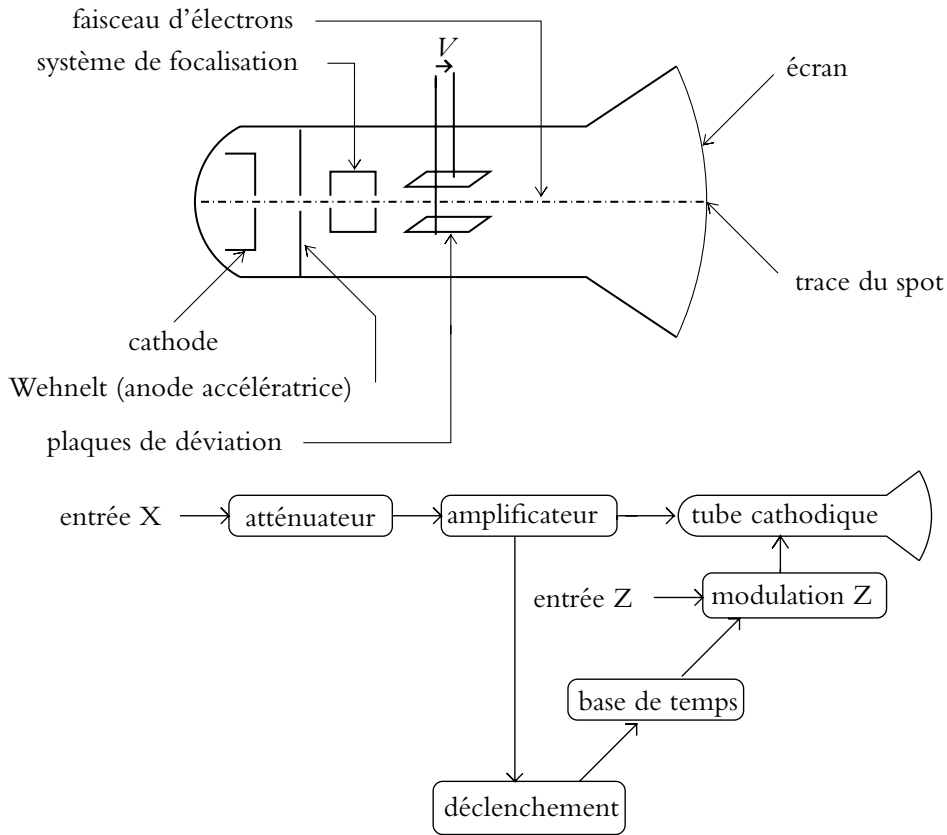 faisceau d’électrons
V
système de focalisation
écran
trace du spot
cathode
Wehnelt (anode accélératrice)
plaques de déviation
entrée X
atténuateur
amplificateur
tube cathodique
entrée Z
modulation Z
base de temps
déclenchement